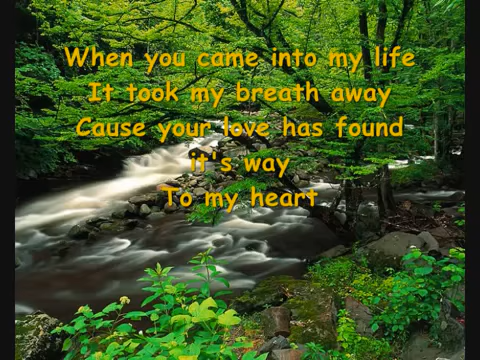 When you came into my life
It took my breath away
Cause your love has found
it's way
To my heart